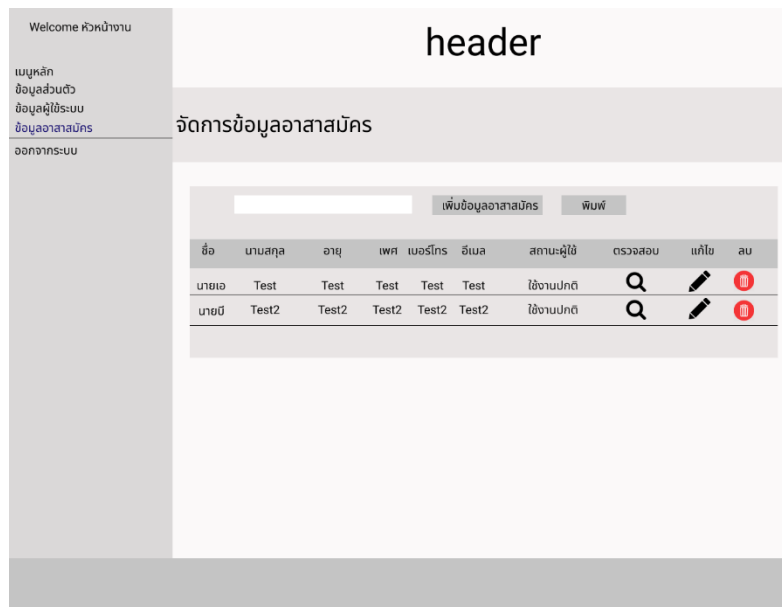 Welcome หัวหน้างาน
header
เมนูหลัก
ข้อมูลส่วนตัว
ข้อมูลผู้ใช้ระบบ
ข้อมูลอาสาสมัคร
ออกจากระบบ
จัดการข้อมูลอาสาสมัคร
เพิ่มข้อมูลอาสาสมัคร พิมพ์
ชื่อ นามสกุล อายุ เพศ เบอร์โทร อีเมล สถานะผู้ใช้ ตรวจสอบ แก้ไข ลบ
นายเอ Test Test Test Test Test ใช้งานปกติ
นายบี Test2 Test2 Test2 Test2 Test2 ใช้งานปกติ